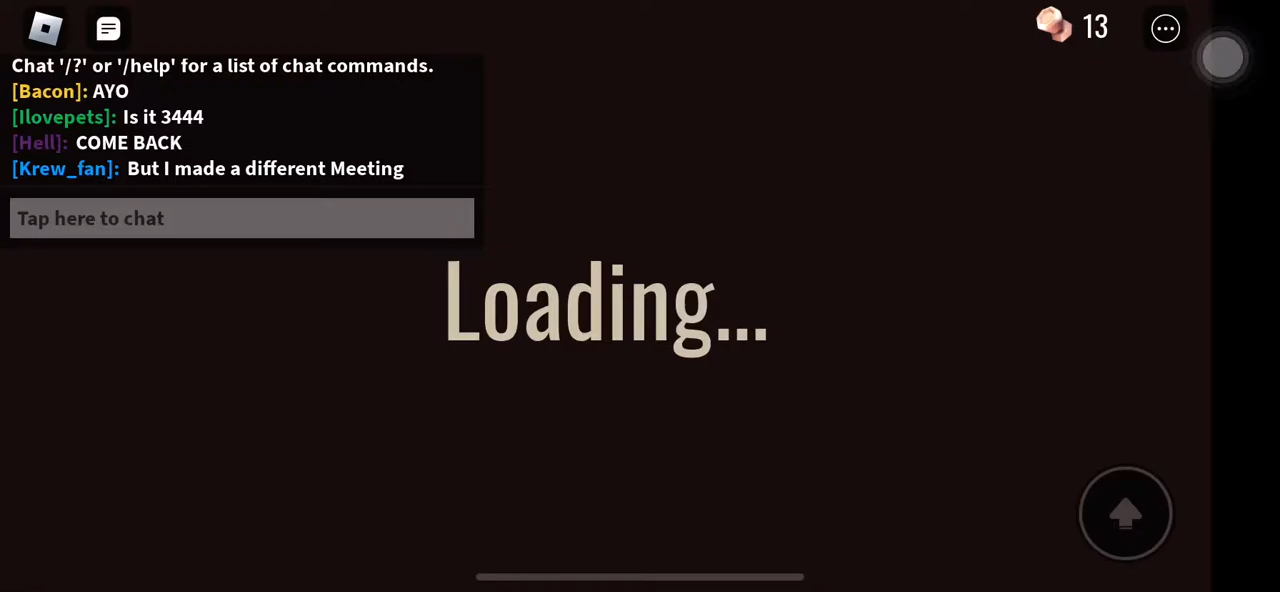 13
Chat '/?' or '/help' for a list of chat commands.
[Bacon]: AYO
[Ilovepets]: Is it 3444
[Hell]: COME BACK
[Krew_fan]: But I made a different Meeting
Tap here to chat
Loading...